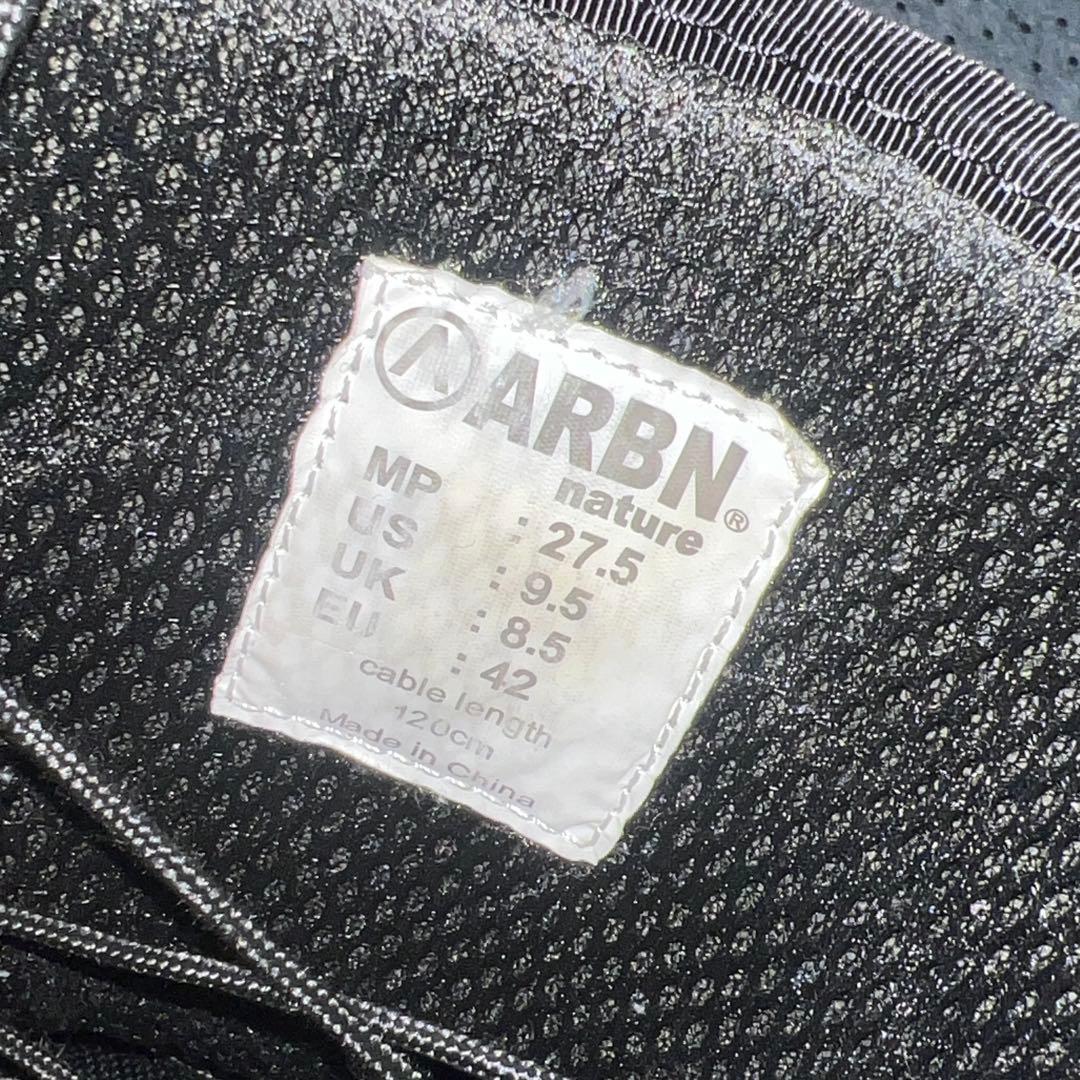 ARBN®
nature
MP : 27.5
US : 9.5
UK : 8.5
EU : 42
cable length
120cm
Made in China